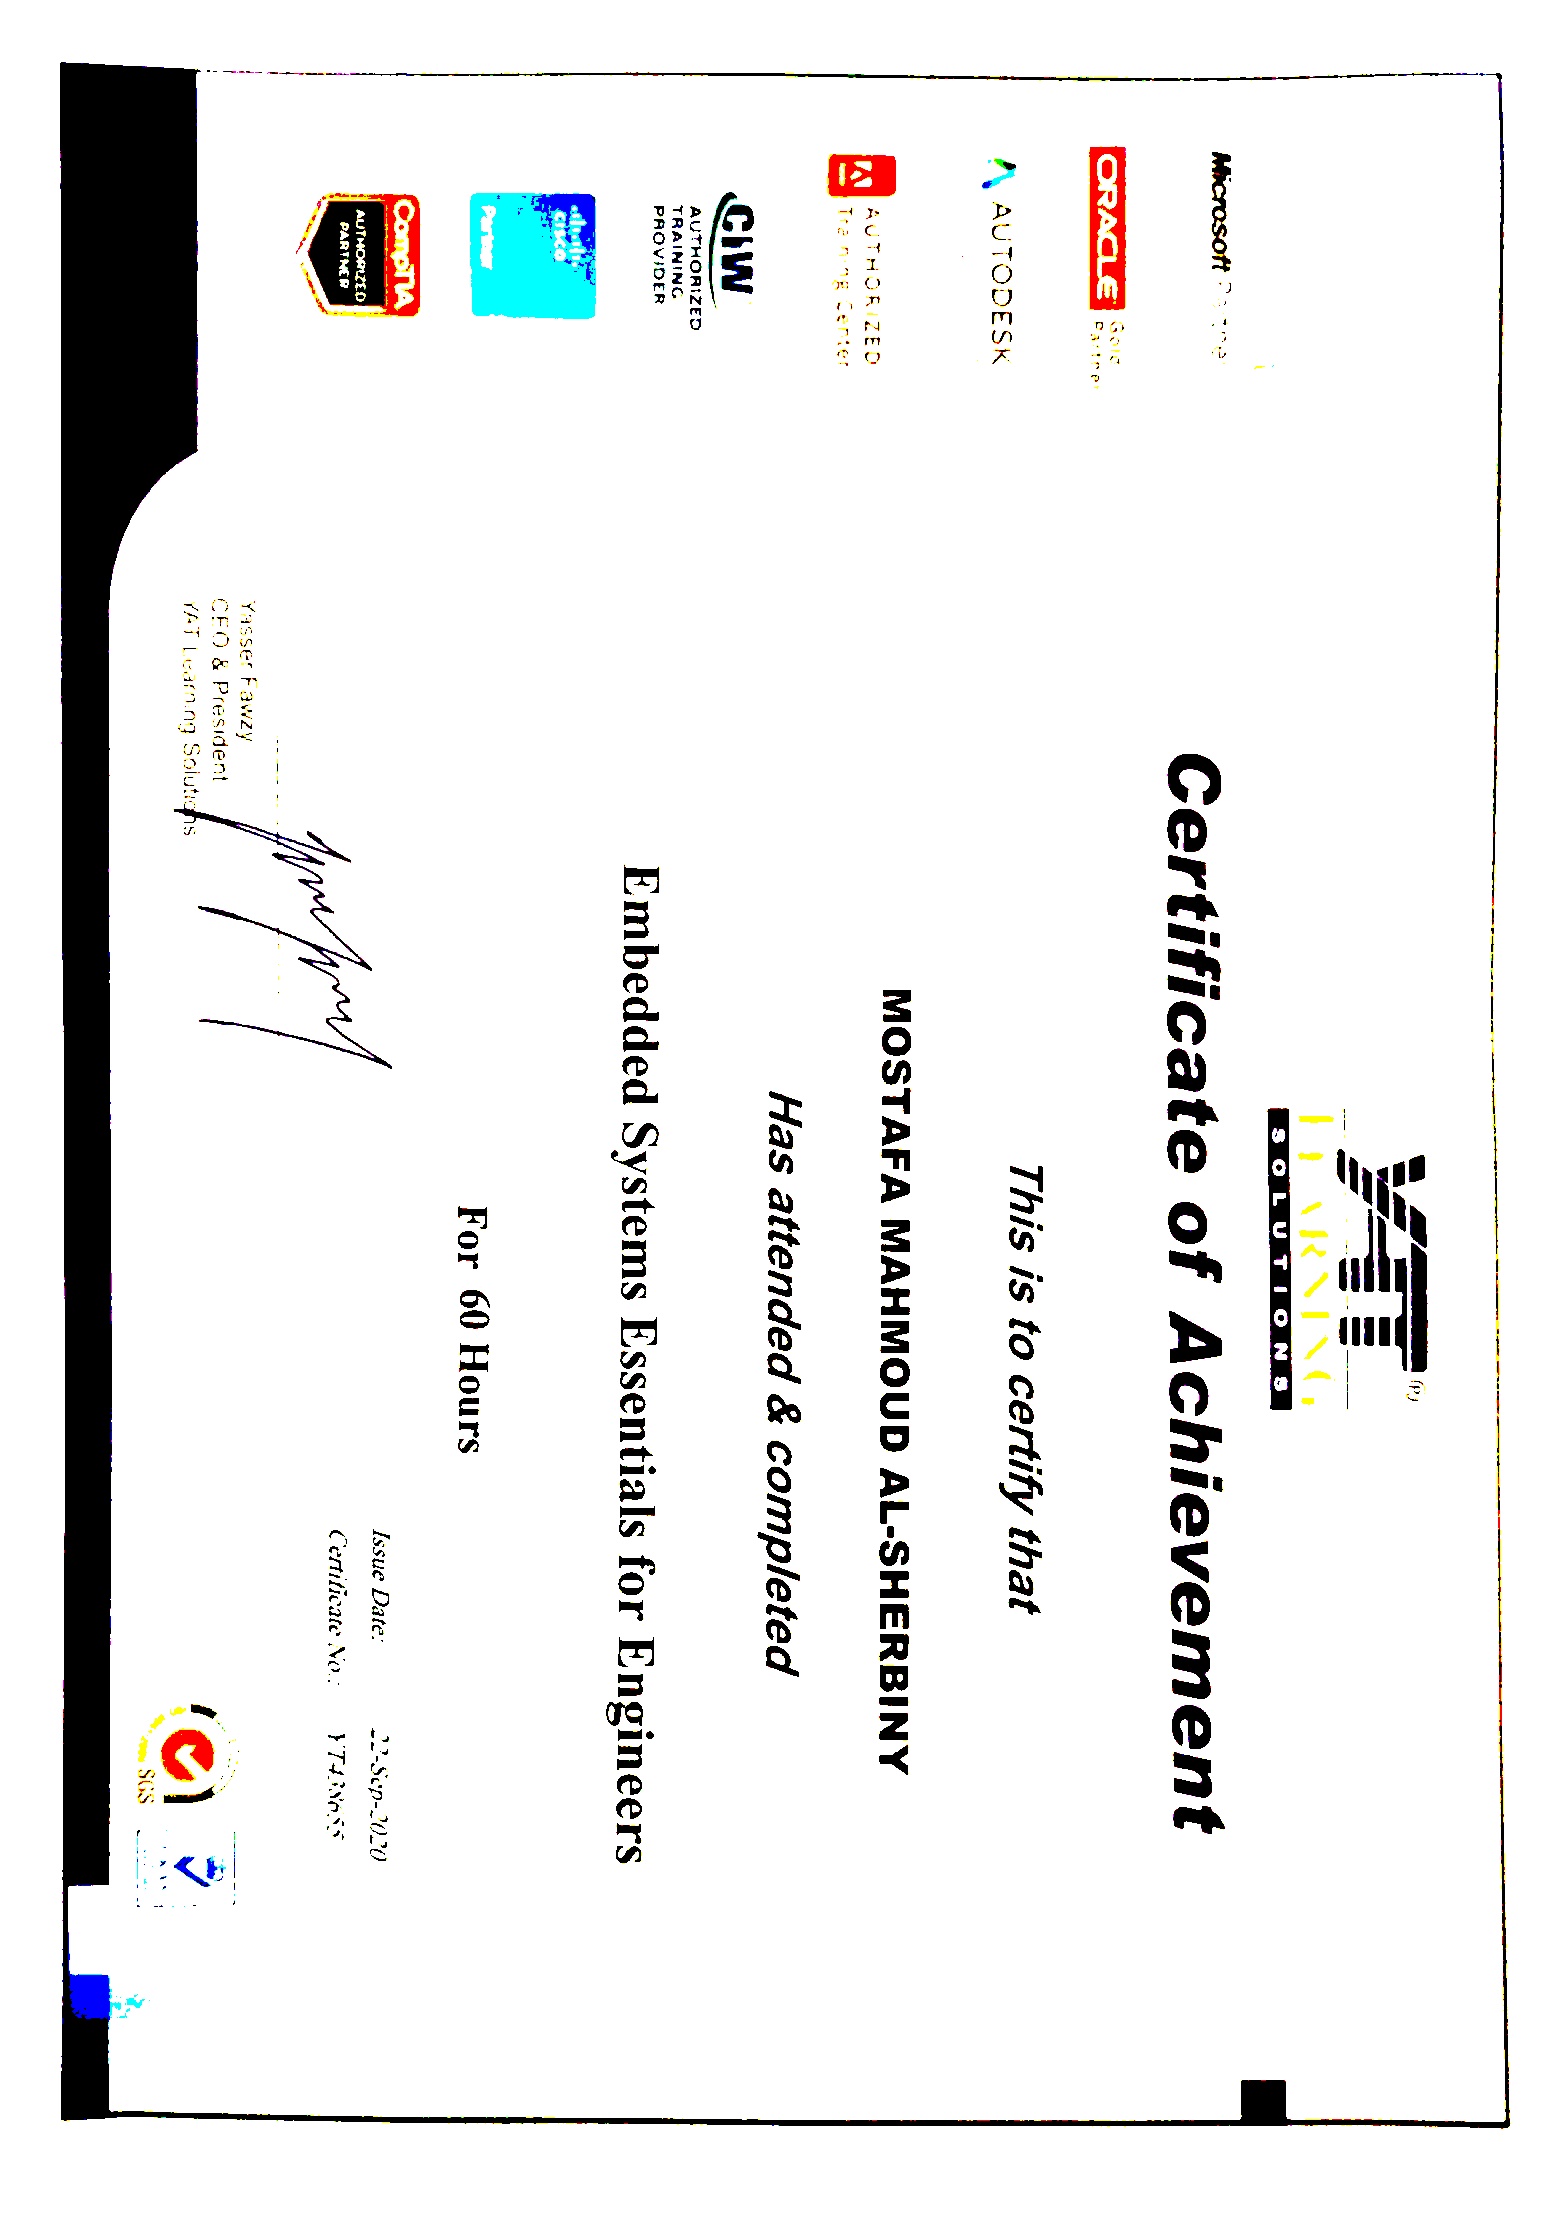 YAT
LEARNING
SOLUTIONS
Certificate of Achievement
This is to certify that
MOSTAFA MAHMOUD AL-SHERBINY
Has attended & completed
Embedded Systems Essentials for Engineers
For 60 Hours
Issue Date: 22-Sep-2020
Certificate No.:
Yasser Fawzy
CEO & President
YAT Learning Solutions
SGS
Microsoft Partner
ORACLE Gold
Partner
AUTODESK
AUTHORIZED
Training Center
CIW
AUTHORIZED
TRAINING
PROVIDER
CISCO
Partner
CompTIA
AUTHORIZED
PARTNER